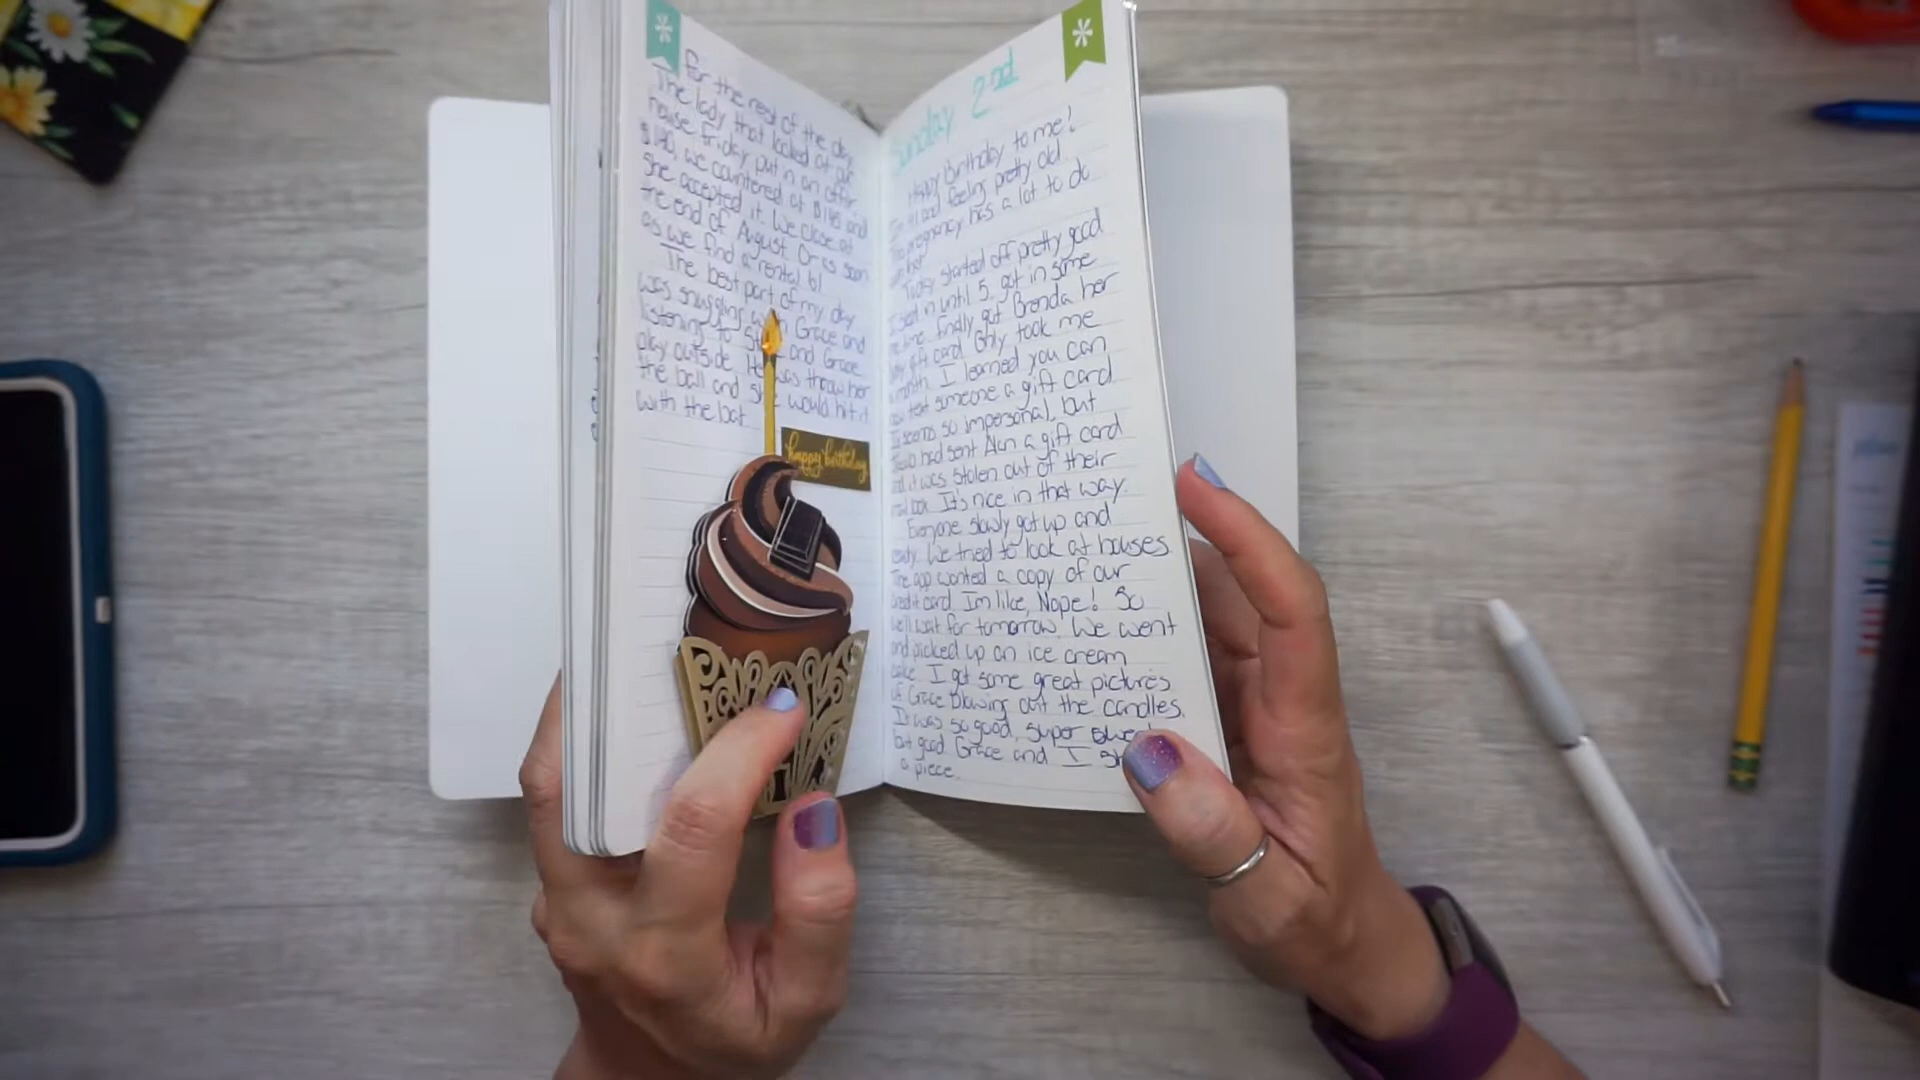 for the rest of the day.
The lady that looked at our
house Friday put in an offer
$140, we countered at $145 and
she accepted it. We close at
the end of August. Or as soon
as we find a rental lol
The best part of my day
was snuggling with Grace and
listening to and Grace
play outside. He was throw her
the ball and she would hit it
with the bat
happy birthday
Sunday 2nd
Happy Birthday to me!
I'm 41 and feeling pretty old
This pregnancy has a lot to do
with her
Today started off pretty good
I slept in until 5, got in some
me time. finally got Brenda her
gift card. Only took me
a month. I learned you can
now text someone a gift card
It seems so impersonal, but
had sent a gift card
and it was stolen out of their
mail box. It's nice in that way.
Everyone slowly got up and
ready. We tried to look at houses.
The app wanted a copy of our
credit card. Im like, Nope! So
we'll wait for tomorrow. We went
and picked up an ice cream
cake. I got some great pictures
of Grace Blowing out the candles.
It was so good, super
but good. Grace and I
a piece.